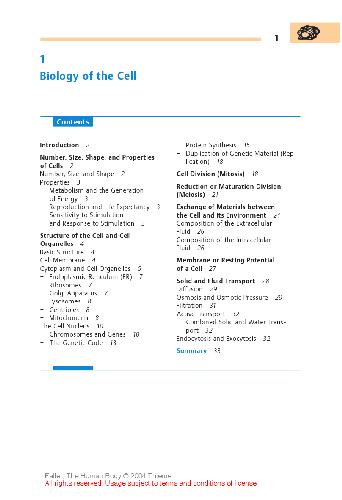 1
1
Biology of the Cell
Contents
Introduction
Number, Size, Shape, and Properties
of Cells 2
Number, Size and Shape 2
Properties 3
Metabolism and the Generation
of Energy 3
Reproduction and Life Expectancy 3
Sensitivity to Stimulation
and Response to Stimulation
Structure of the Cell and Cell
Organelles 4
Basic Structure 4
Cell Membrane 4
Cytoplasm and Cell Organelles
– Endoplasmic Reticulum (ER)
Ribosomes 7
Golgi Apparatus 7
Lysosomes 8
– Centrioles 8
– Mitochondria 8
The Cell Nucleus 10
Chromosomes and Genes 10
– The Genetic Code 13
Protein Synthesis 15
– Duplication of Genetic Material (Rep-
lication) 18
Cell Division (Mitosis) 18
Reduction or Maturation Division
(Meiosis) 21
Exchange of Materials between
the Cell and Its Environment
Composition of the Extracellular
Fluid 26
Composition of the Intracellular
Fluid 26
Membrane or Resting Potential
of a Cell 27
Solid and Fluid Transport 28
Diffusion 29
Osmosis and Osmotic Pressure 29
Filtration 31
Active Transport 32
Combined Solid and Water Trans-
port 32
Endocytosis and Exocytosis 32
Summary 33
Faller, The Human Body © 2004 Thieme
All rights reserved. Usage subject to terms and conditions of license.